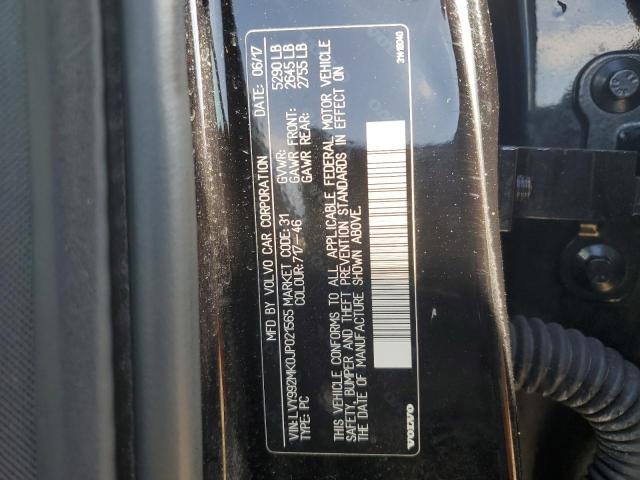 MFD BY VOLVO CAR CORPORATION DATE: 06/17
GVWR: 5290 LB
GAWR FRONT: 2645 LB
GAWR REAR: 2755 LB
VIN:LVY992MK0JP021565 MARKET CODE: 31
TYPE: PC COLOUR:717-46
THIS VEHICLE CONFORMS TO ALL APPLICABLE FEDERAL MOTOR VEHICLE
SAFETY, BUMPER AND THEFT PREVENTION STANDARDS IN EFFECT ON
THE DATE OF MANUFACTURE SHOWN ABOVE.
VOLVO